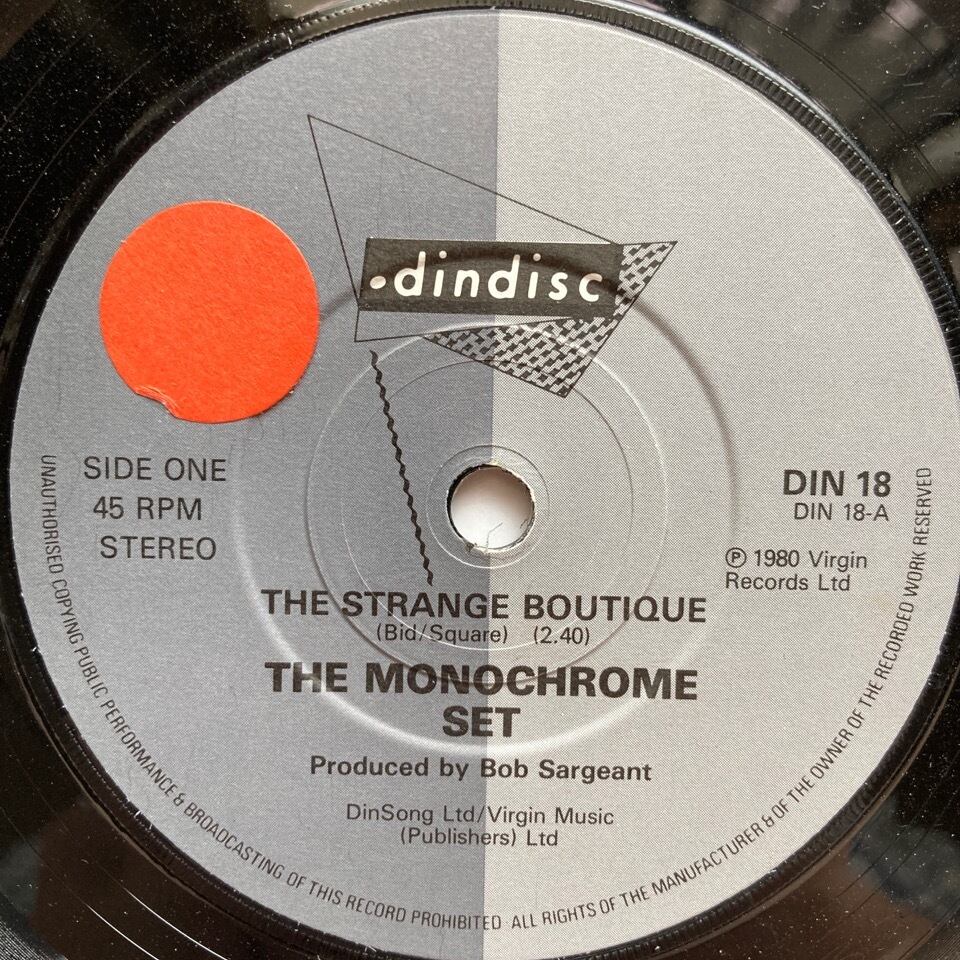 .dindisc
SIDE ONE
45 RPM
STEREO
DIN 18
DIN 18-A
℗ 1980 Virgin
Records Ltd
THE STRANGE BOUTIQUE
(Bid/Square) (2.40)
THE MONOCHROME
SET
Produced by Bob Sargeant
DinSong Ltd/Virgin Music
(Publishers) Ltd
UNAUTHORISED COPYING PUBLIC PERFORMANCE & BROADCASTING OF THIS RECORD PROHIBITED ALL RIGHTS OF THE MANUFACTURER & OF THE OWNER OF THE RECORDED WORK RESERVED